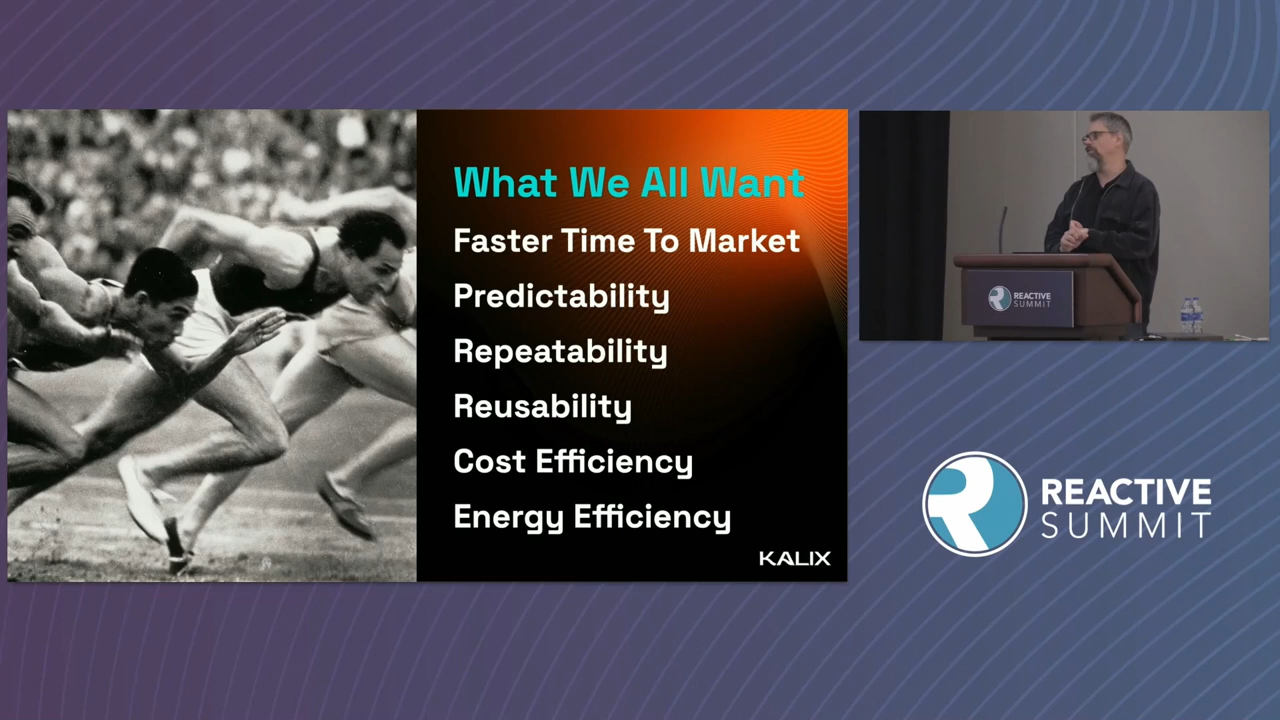 What We All Want
Faster Time To Market
Predictability
Repeatability
Reusability
Cost Efficiency
Energy Efficiency
KALIX
REACTIVE
SUMMIT
REACTIVE
SUMMIT